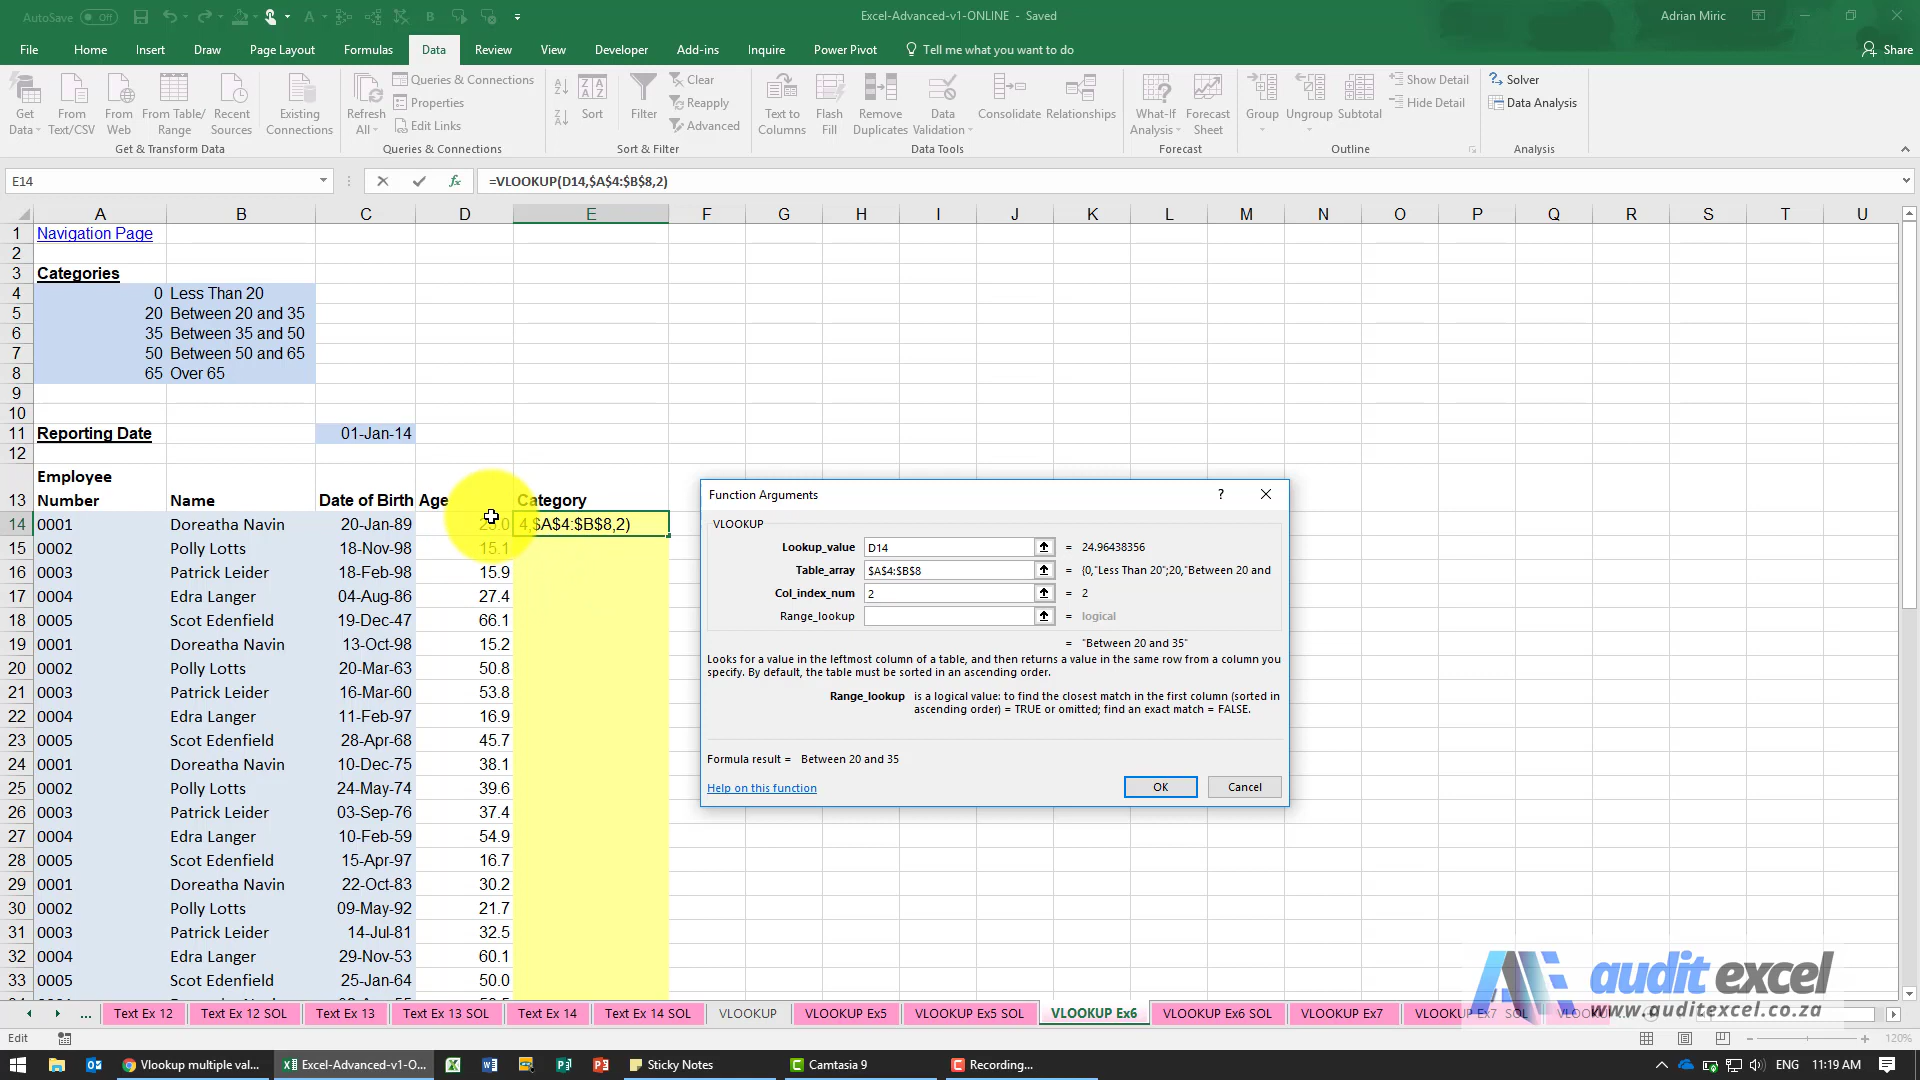 AutoSave Off
Excel-Advanced-v1-ONLINE - Saved
Adrian Miric
File Home Insert Draw Page Layout Formulas Data Review View Developer Add-ins Inquire Power Pivot Tell me what you want to do Share
Get Data From Text/CSV From Web From Table/ Range Recent Sources Existing Connections
Get & Transform Data
Refresh All Queries & Connections Properties Edit Links
Queries & Connections
Sort Filter Clear Reapply Advanced
Sort & Filter
Text to Columns Flash Fill Remove Duplicates Data Validation Consolidate Relationships
Data Tools
What-If Analysis Forecast Sheet
Forecast
Group Ungroup Subtotal Show Detail Hide Detail
Outline
Solver
Data Analysis
Analysis
E14 fx =VLOOKUP(D14,$A$4:$B$8,2)
A B C D E F G H I J K L M N O P Q R S T U
1 Navigation Page
2
3 Categories
4 0 Less Than 20
5 20 Between 20 and 35
6 35 Between 35 and 50
7 50 Between 50 and 65
8 65 Over 65
9
10
11 Reporting Date 01-Jan-14
12
Employee
13 Number Name Date of Birth Age Category
14 0001 Doreatha Navin 20-Jan-89 4,$A$4:$B$8,2)
15 0002 Polly Lotts 18-Nov-98 15.1
16 0003 Patrick Leider 18-Feb-98 15.9
17 0004 Edra Langer 04-Aug-86 27.4
18 0005 Scot Edenfield 19-Dec-47 66.1
19 0001 Doreatha Navin 13-Oct-98 15.2
20 0002 Polly Lotts 20-Mar-63 50.8
21 0003 Patrick Leider 16-Mar-60 53.8
22 0004 Edra Langer 11-Feb-97 16.9
23 0005 Scot Edenfield 28-Apr-68 45.7
24 0001 Doreatha Navin 10-Dec-75 38.1
25 0002 Polly Lotts 24-May-74 39.6
26 0003 Patrick Leider 03-Sep-76 37.4
27 0004 Edra Langer 10-Feb-59 54.9
28 0005 Scot Edenfield 15-Apr-97 16.7
29 0001 Doreatha Navin 22-Oct-83 30.2
30 0002 Polly Lotts 09-May-92 21.7
31 0003 Patrick Leider 14-Jul-81 32.5
32 0004 Edra Langer 29-Nov-53 60.1
33 0005 Scot Edenfield 25-Jan-64 50.0
Function Arguments ?
VLOOKUP
Lookup_value D14 = 24.96438356
Table_array $A$4:$B$8 = {0,"Less Than 20";20,"Between 20 and
Col_index_num 2 = 2
Range_lookup = logical
= "Between 20 and 35"
Looks for a value in the leftmost column of a table, and then returns a value in the same row from a column you
specify. By default, the table must be sorted in an ascending order.
Range_lookup is a logical value: to find the closest match in the first column (sorted in
ascending order) = TRUE or omitted; find an exact match = FALSE.
Formula result = Between 20 and 35
Help on this function OK Cancel
audit excel
www.auditexcel.co.za
... Text Ex 12 Text Ex 12 SOL Text Ex 13 Text Ex 13 SOL Text Ex 14 Text Ex 14 SOL VLOOKUP VLOOKUP Ex5 VLOOKUP Ex5 SOL VLOOKUP Ex6 VLOOKUP Ex6 SOL VLOOKUP Ex7 VLOOKUP Ex7 SOL
Edit 120%
Vlookup multiple val... Excel-Advanced-v1-O... Sticky Notes Camtasia 9 Recording... ENG 11:19 AM